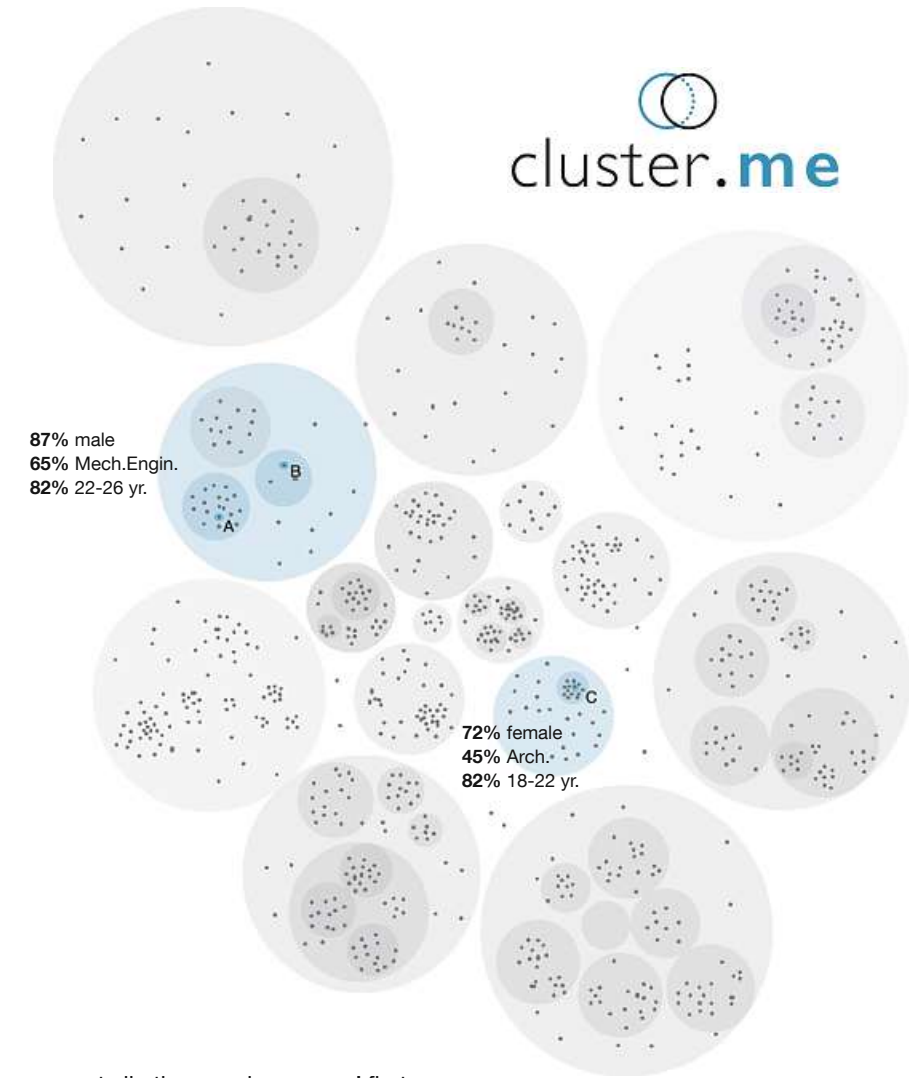 cluster.me
87% male
65% Mech.Engin.
82% 22-26 yr.
B
A
C
72% female
45% Arch.
82% 18-22 yr.